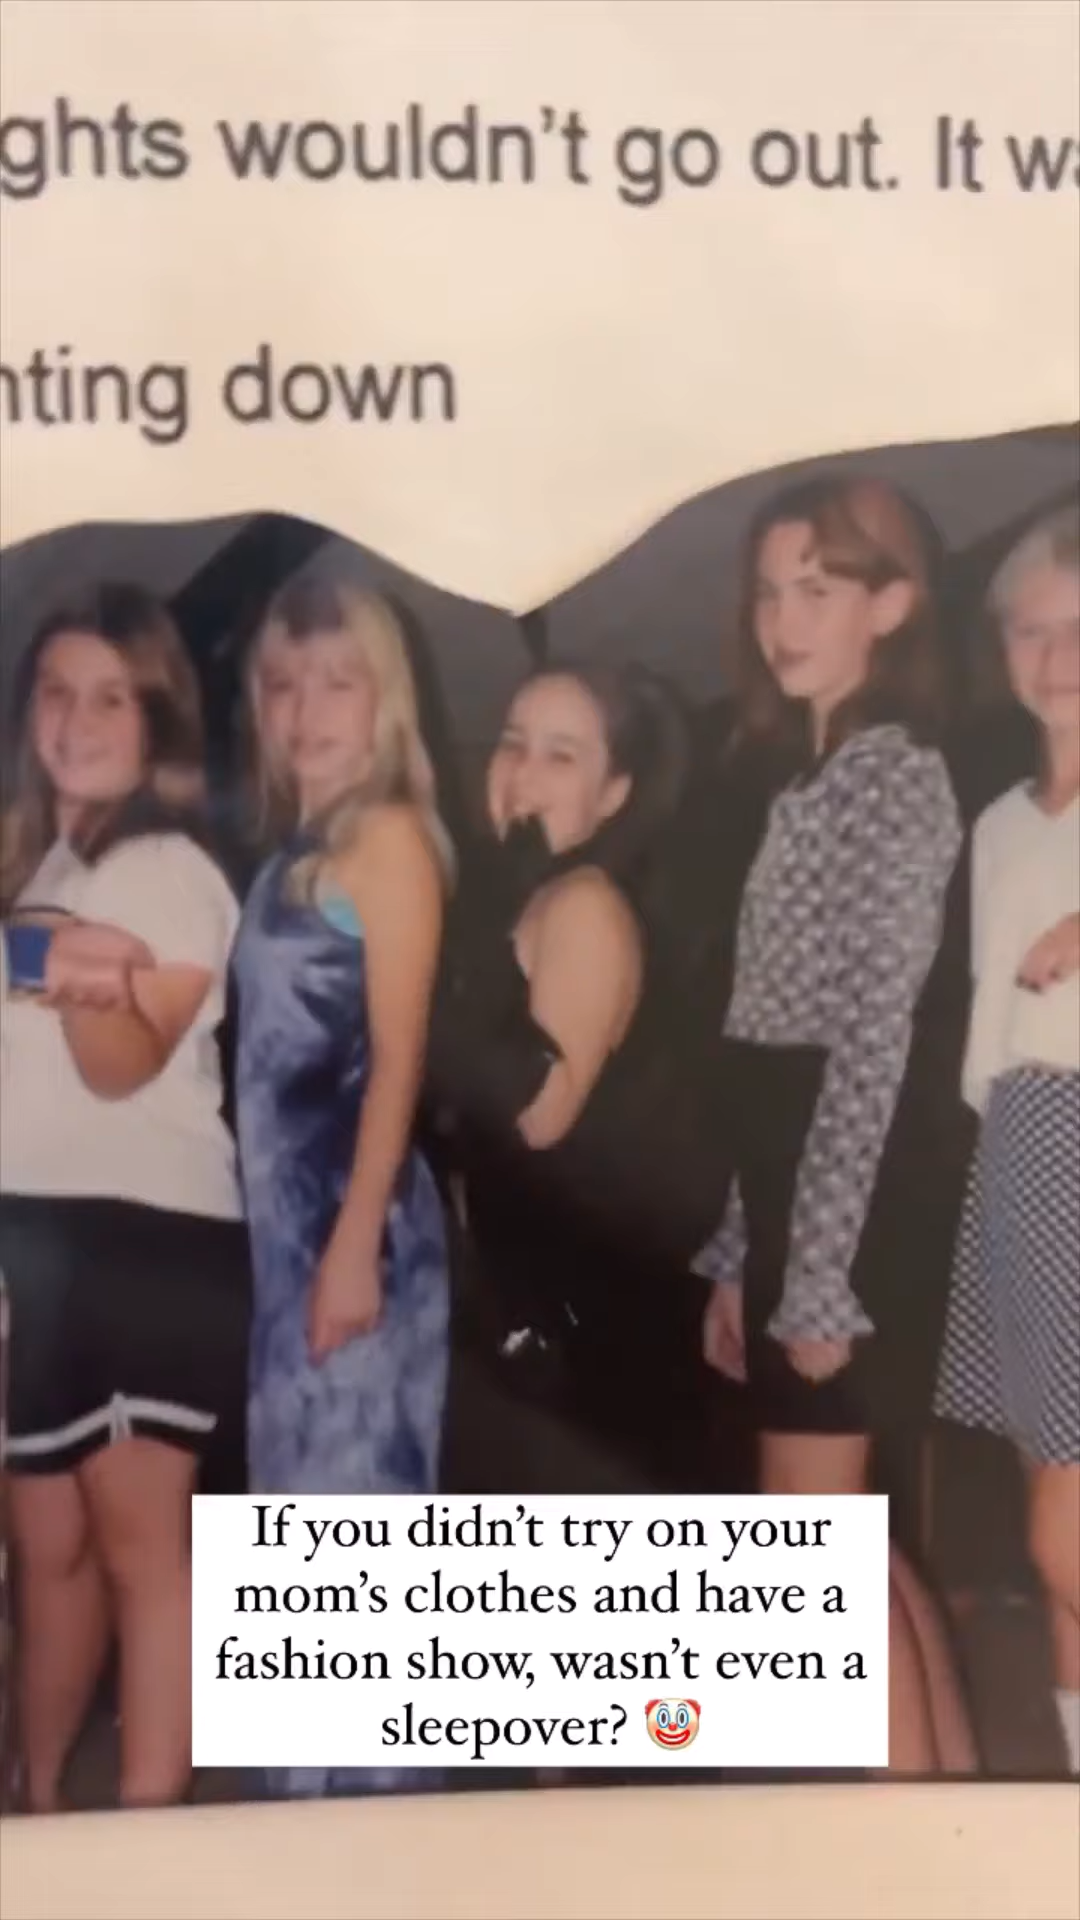 ghts wouldn't go out. It wa
nting down
If you didn't try on your
mom's clothes and have a
fashion show, wasn't even a
sleepover? 🤡